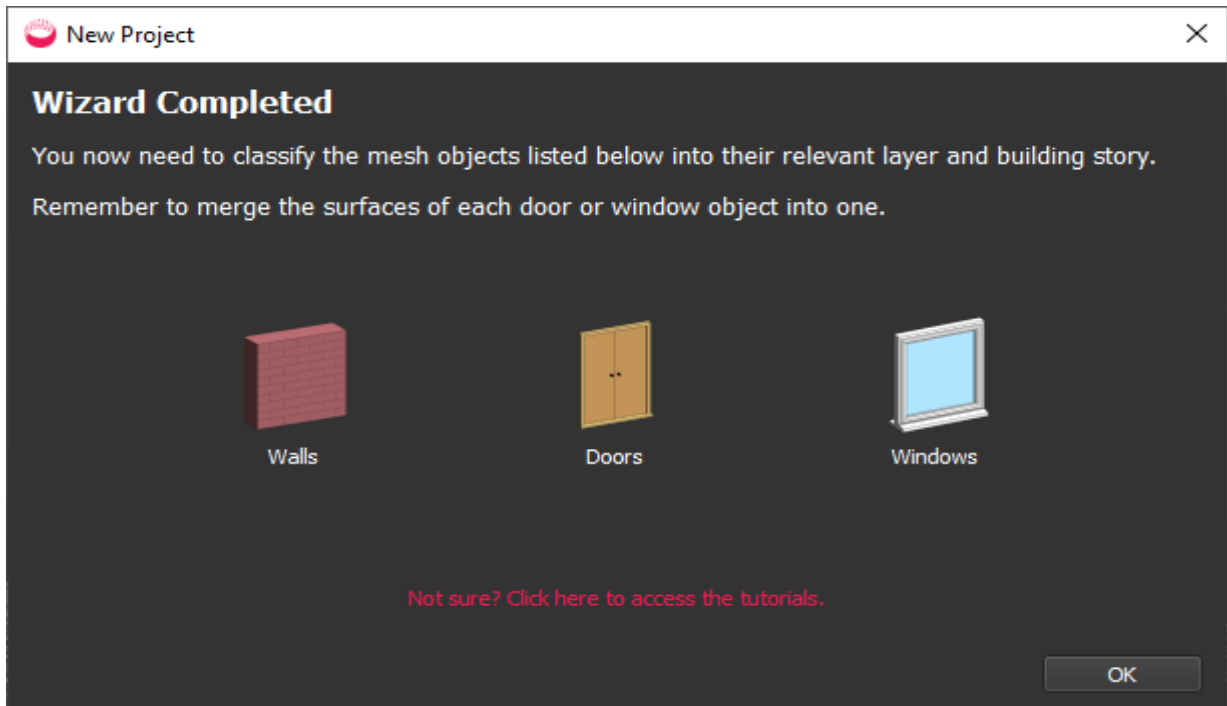 New Project
Wizard Completed
You now need to classify the mesh objects listed below into their relevant layer and building story.
Remember to merge the surfaces of each door or window object into one.
Walls
Doors
Windows
Not sure? Click here to access the tutorials.
OK